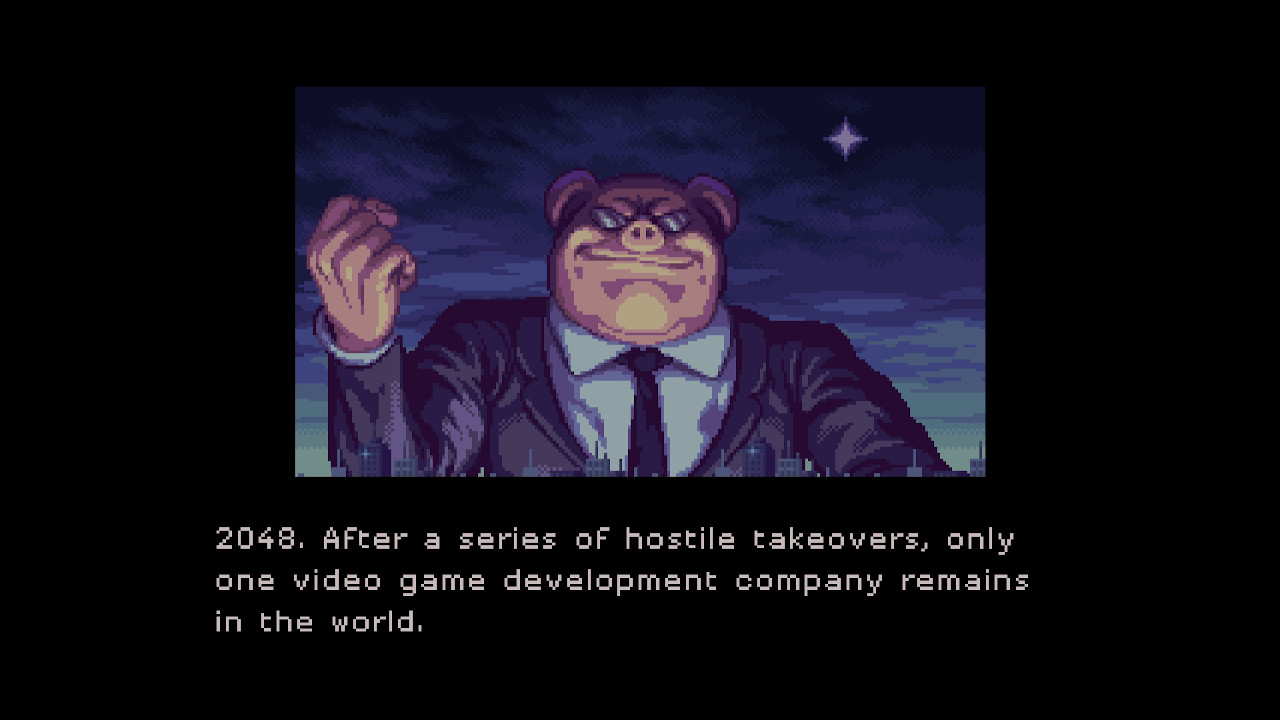 2048. After a series of hostile takeovers, only
one video game development company remains
in the world.